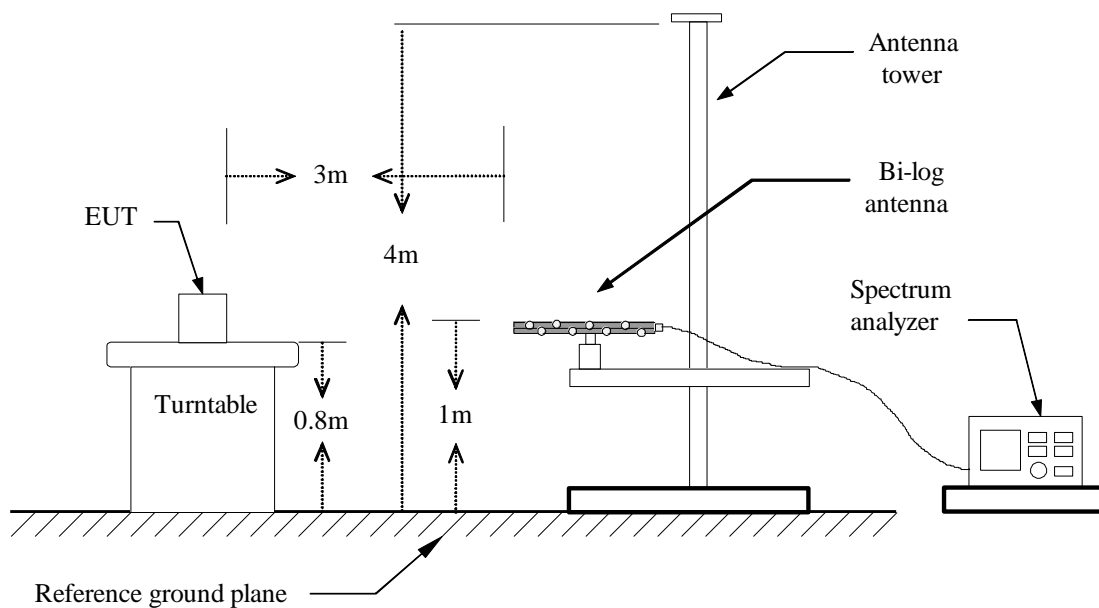 Antenna
tower
3m
Bi-log
antenna
EUT
4m
Spectrum
analyzer
Turntable
0.8m
1m
Reference ground plane